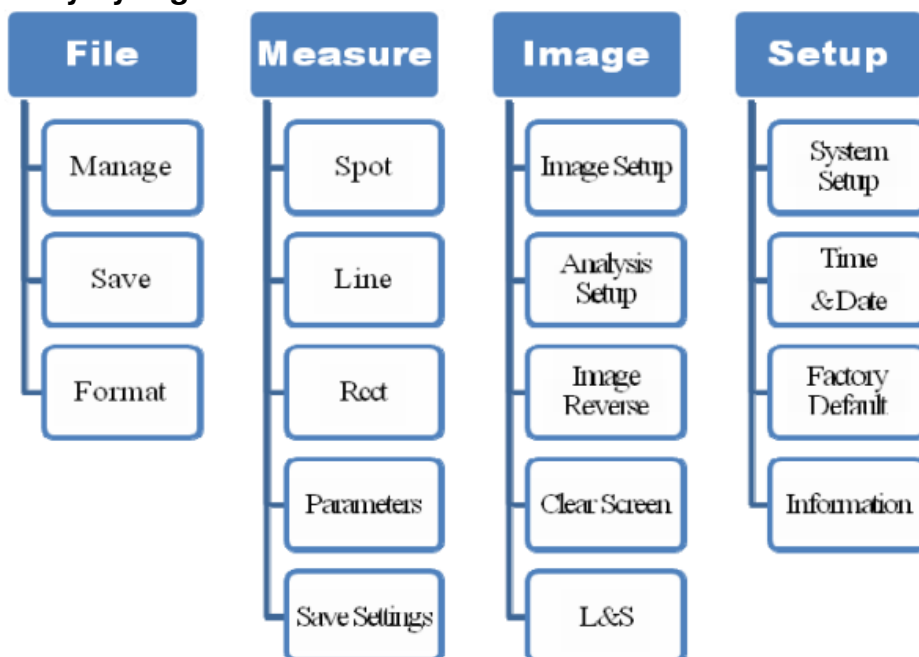 File
Manage
Save
Format
Measure
Spot
Line
Rect
Parameters
Save Settings
Image
Image Setup
Analysis
Setup
Image
Reverse
Clear Screen
L&S
Setup
System
Setup
Time
&Date
Factory
Default
Information